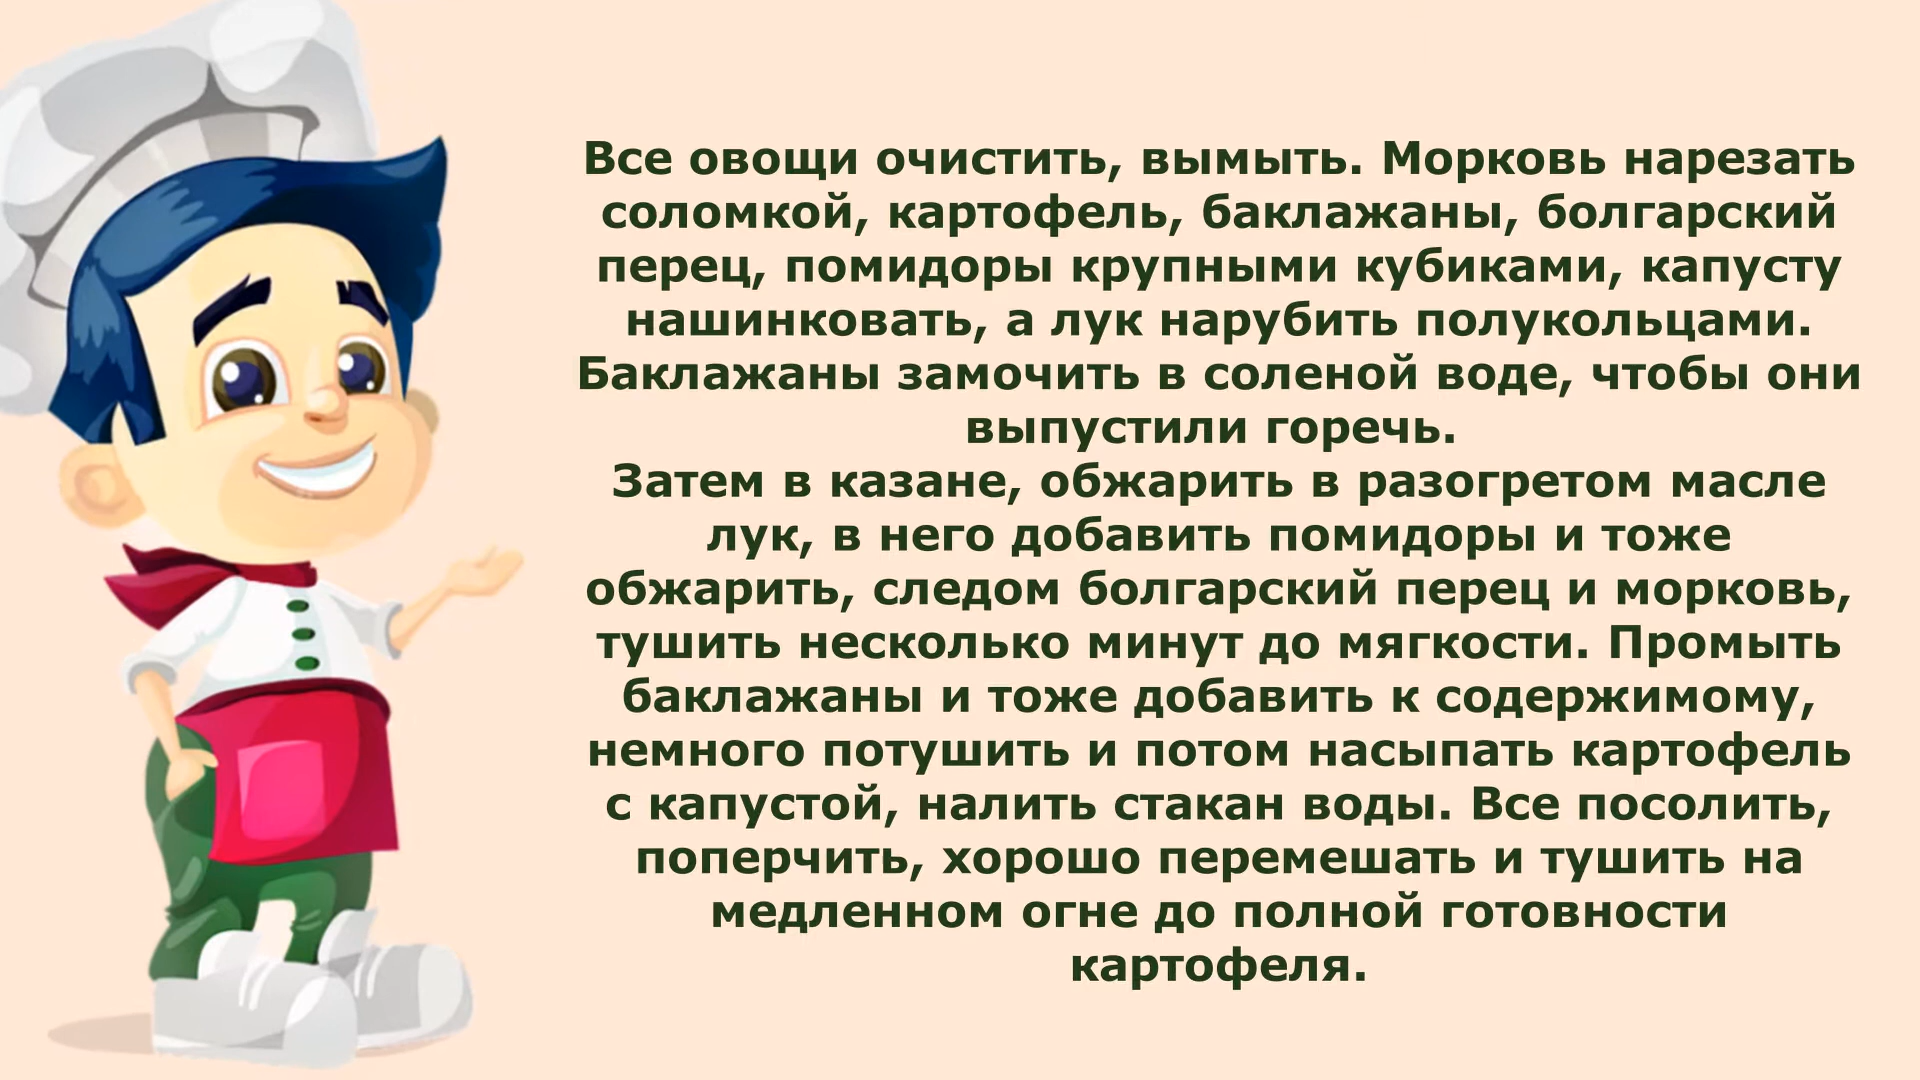 Все овощи очистить, вымыть. Морковь нарезать
соломкой, картофель, баклажаны, болгарский
перец, помидоры крупными кубиками, капусту
нашинковать, а лук нарубить полукольцами.
Баклажаны замочить в соленой воде, чтобы они
выпустили горечь.
Затем в казане, обжарить в разогретом масле
лук, в него добавить помидоры и тоже
обжарить, следом болгарский перец и морковь,
тушить несколько минут до мягкости. Промыть
баклажаны и тоже добавить к содержимому,
немного потушить и потом насыпать картофель
с капустой, налить стакан воды. Все посолить,
поперчить, хорошо перемешать и тушить на
медленном огне до полной готовности
картофеля.